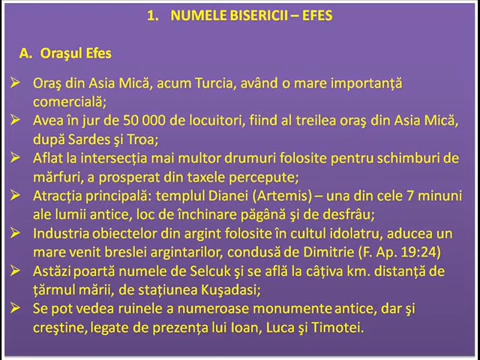 1. NUMELE BISERICII – EFES
A. Orașul Efes
Oraș din Asia Mică, acum Turcia, având o mare importanță
comercială;
Avea în jur de 50 000 de locuitori, fiind al treilea oraș din Asia Mică,
după Sardes și Troa;
Aflat la intersecția mai multor drumuri folosite pentru schimburi de
mărfuri, a prosperat din taxele percepute;
Atracția principală: templul Dianei (Artemis) – una din cele 7 minuni
ale lumii antice, loc de închinare păgână și de desfrâu;
Industria obiectelor din argint folosite în cultul idolatru, aducea un
mare venit breslei argintarilor, condusă de Dimitrie (F. Ap. 19:24)
Astăzi poartă numele de Selcuk și se află la câțiva km. distanță de
țărmul mării, de stațiunea Kușadasi;
Se pot vedea ruinele a numeroase monumente antice, dar și
creștine, legate de prezența lui Ioan, Luca și Timotei.